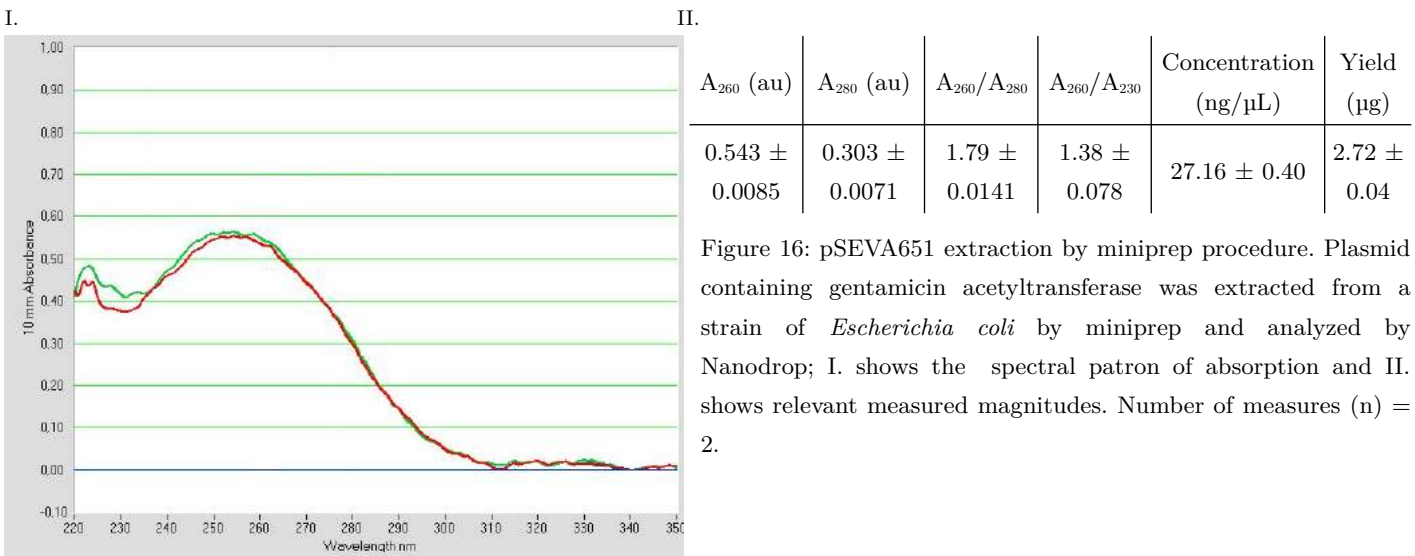 I.
II.
1,00
0,90
0,80
0,70
0,60
0,50
0,40
0,30
0,20
0,10
0,00
-0,10
10 mm Absorbance
220 230 240 250 260 270 280 290 300 310 320 330 340 350
Wavelength nm
A₂₆₀ (au) A₂₈₀ (au) A₂₆₀/A₂₈₀ A₂₆₀/A₂₃₀ Concentration (ng/µL) Yield (µg)
0.543 ± 0.0085 0.303 ± 0.0071 1.79 ± 0.0141 1.38 ± 0.078 27.16 ± 0.40 2.72 ± 0.04
Figure 16: pSEVA651 extraction by miniprep procedure. Plasmid
containing gentamicin acetyltransferase was extracted from a
strain of Escherichia coli by miniprep and analyzed by
Nanodrop; I. shows the spectral patron of absorption and II.
shows relevant measured magnitudes. Number of measures (n) =
2.